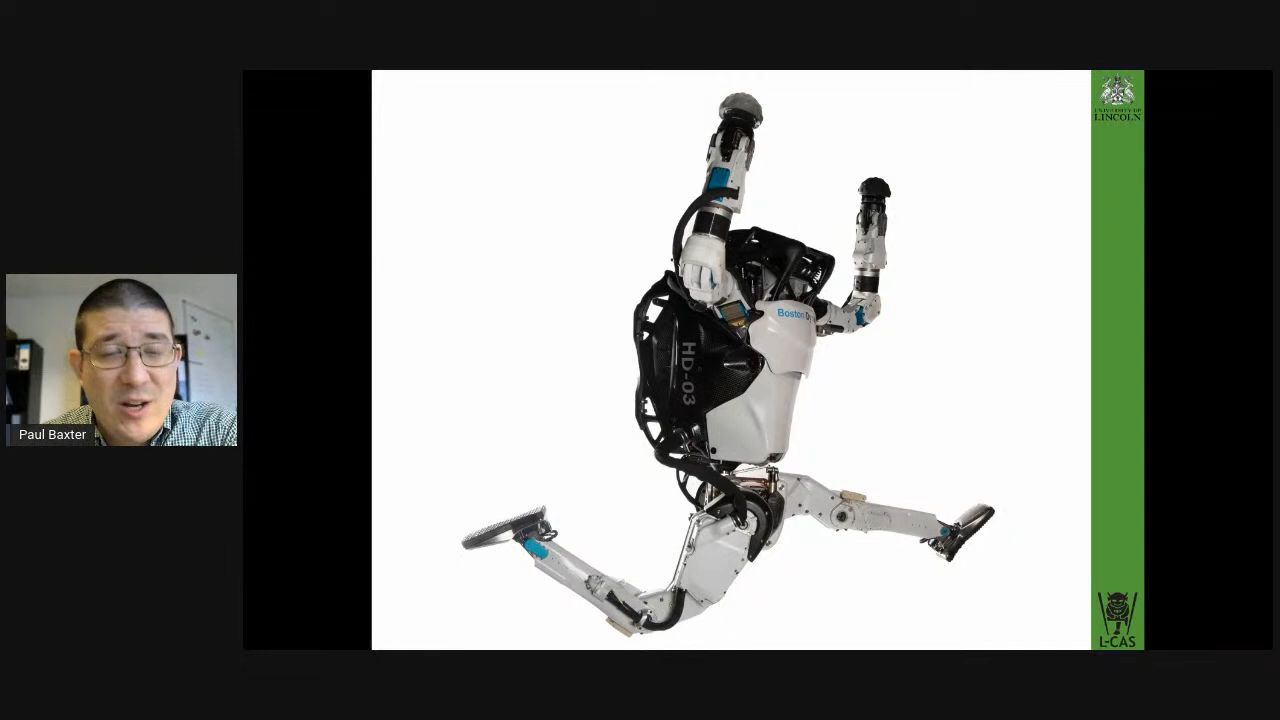 Paul Baxter
Boston D
HD-03
UNIVERSITY OF
LINCOLN
L-CAS